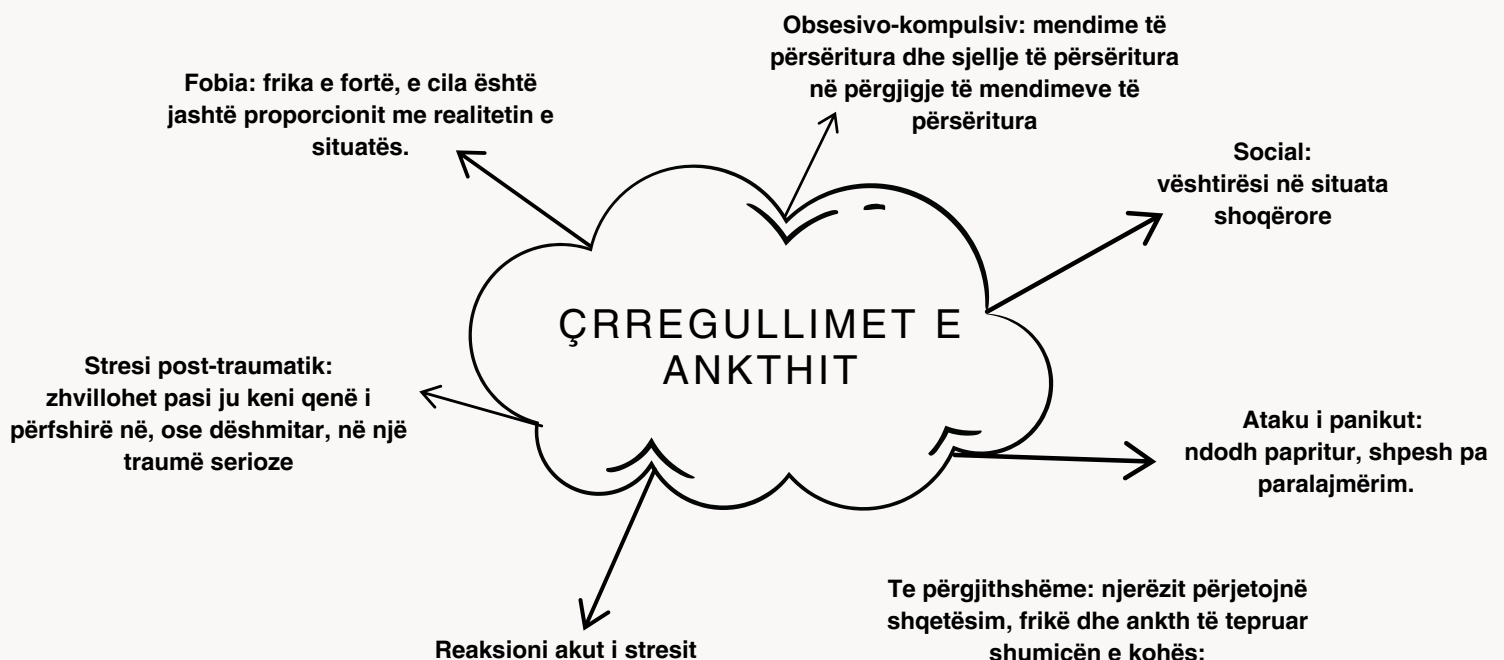 Obsesivo-kompulsiv: mendime të
përsëritura dhe sjellje të përsëritura
në përgjigje të mendimeve të
përsëritura
Fobia: frika e fortë, e cila është
jashtë proporcionit me realitetin e
situatës.
Social:
vështirësi në situata
shoqërore
ÇRREGULLIMET E
ANKTHIT
Stresi post-traumatik:
zhvillohet pasi ju keni qenë i
përfshirë në, ose dëshmitar, në një
traumë serioze
Ataku i panikut:
ndodh papritur, shpesh pa
paralajmërim.
Te përgjithshëme: njerëzit përjetojnë
shqetësim, frikë dhe ankth të tepruar
shumicën e kohës;
Reaksioni akut i stresit